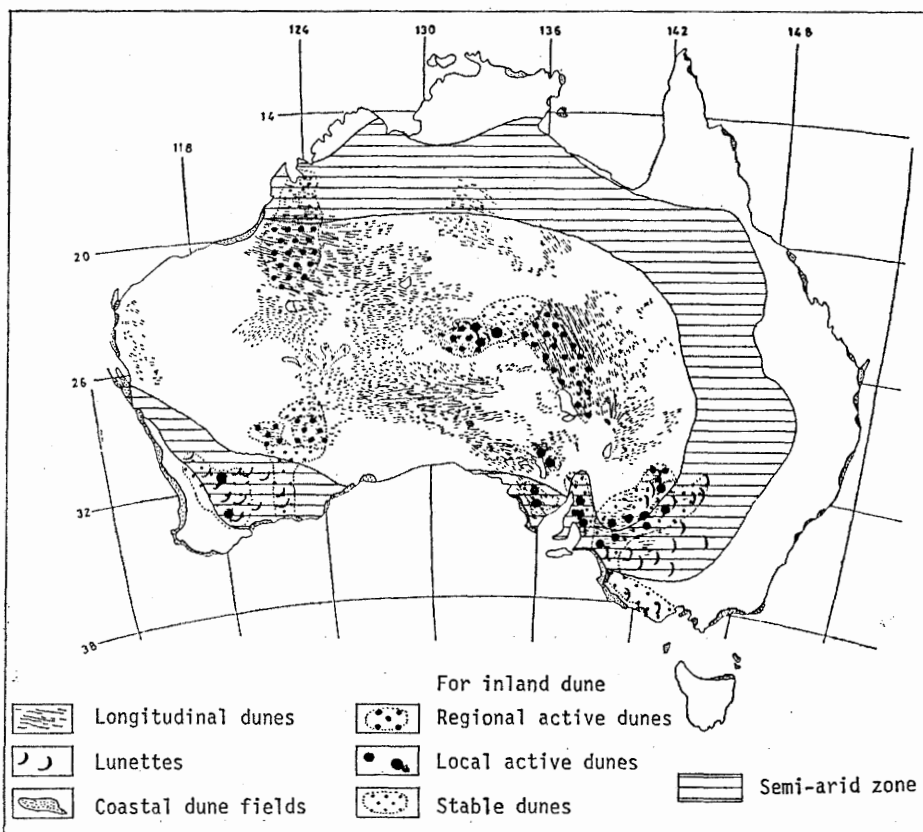 124
130
136
142
148
14
118
20
26
32
38
For inland dune
Longitudinal dunes
Regional active dunes
Lunettes
Local active dunes
Semi-arid zone
Coastal dune fields
Stable dunes